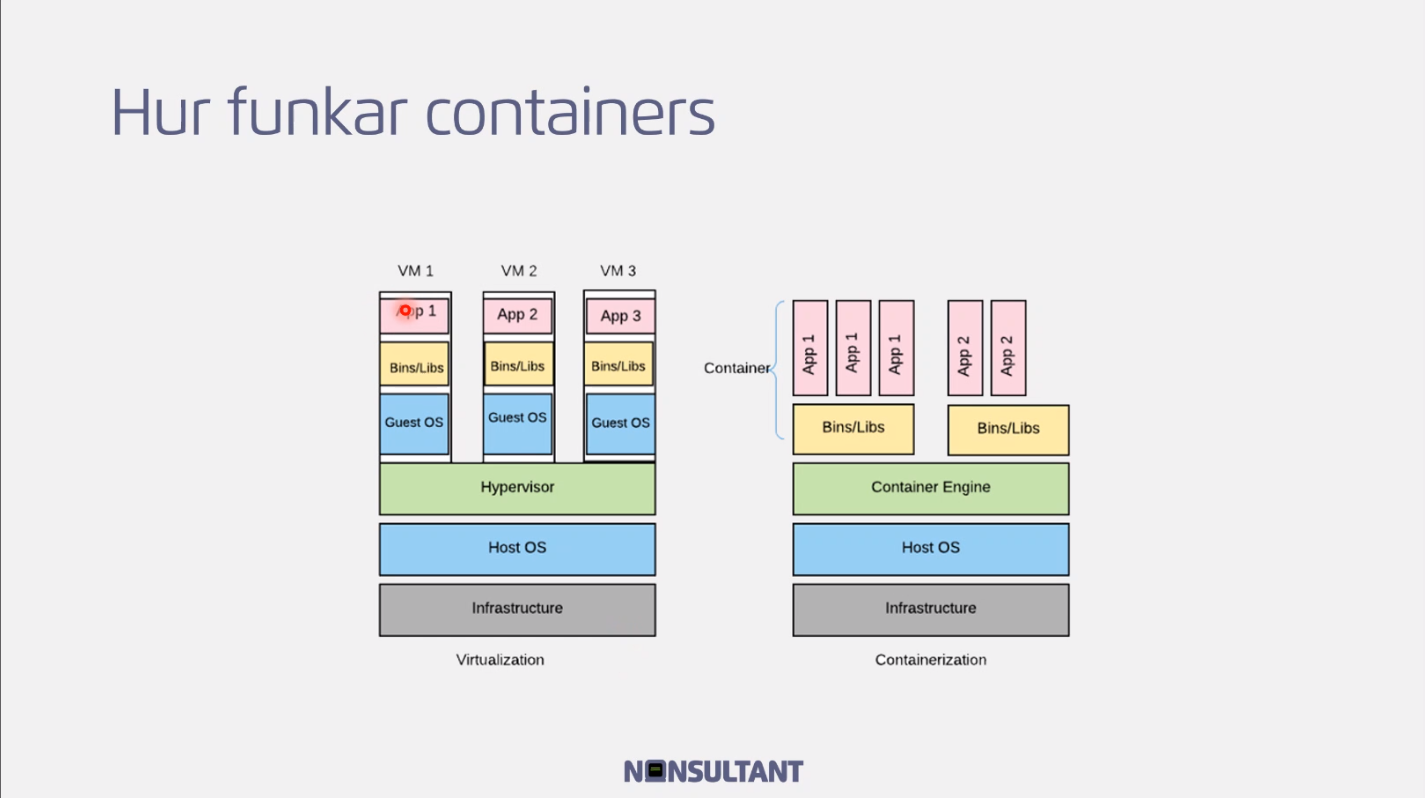 Hur funkar containers
VM 1
VM 2
VM 3
App 1
App 2
App 3
Bins/Libs
Bins/Libs
Bins/Libs
Guest OS
Guest OS
Guest OS
Hypervisor
Host OS
Infrastructure
Virtualization
Container
App 1
App 1
App 1
App 2
App 2
Bins/Libs
Bins/Libs
Container Engine
Host OS
Infrastructure
Containerization
NONSULTANT